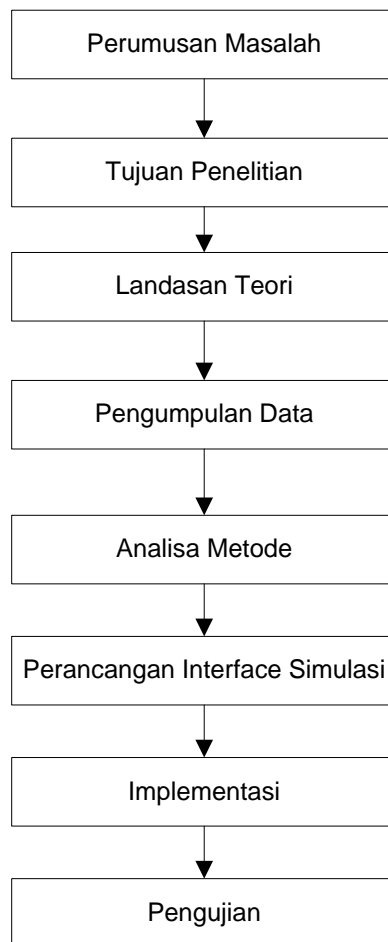 Perumusan Masalah
Tujuan Penelitian
Landasan Teori
Pengumpulan Data
Analisa Metode
Perancangan Interface Simulasi
Implementasi
Pengujian